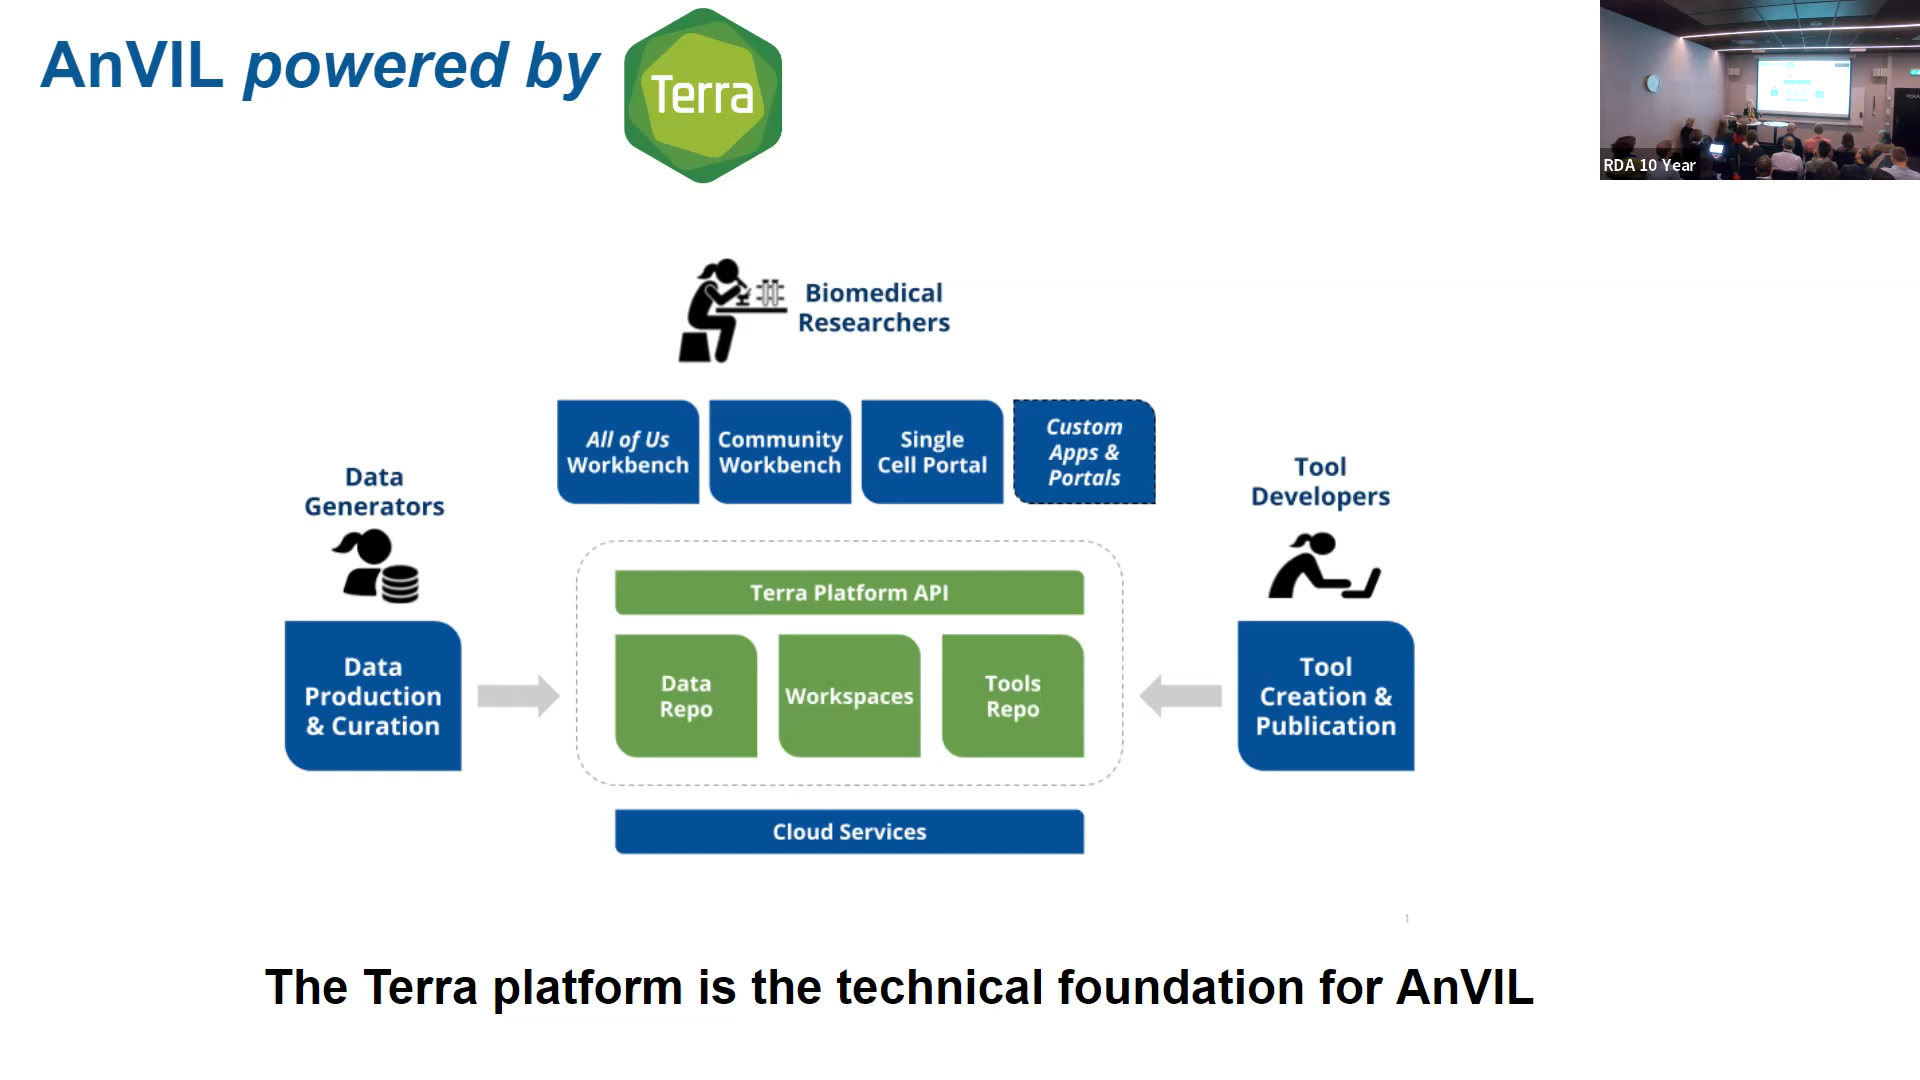 AnVIL powered by
Terra
RDA 10 Year
Biomedical
Researchers
All of Us
Workbench
Community
Workbench
Single
Cell Portal
Custom
Apps &
Portals
Data
Generators
Tool
Developers
Terra Platform API
Data
Production
& Curation
Data
Repo
Workspaces
Tools
Repo
Tool
Creation &
Publication
Cloud Services
1
The Terra platform is the technical foundation for AnVIL